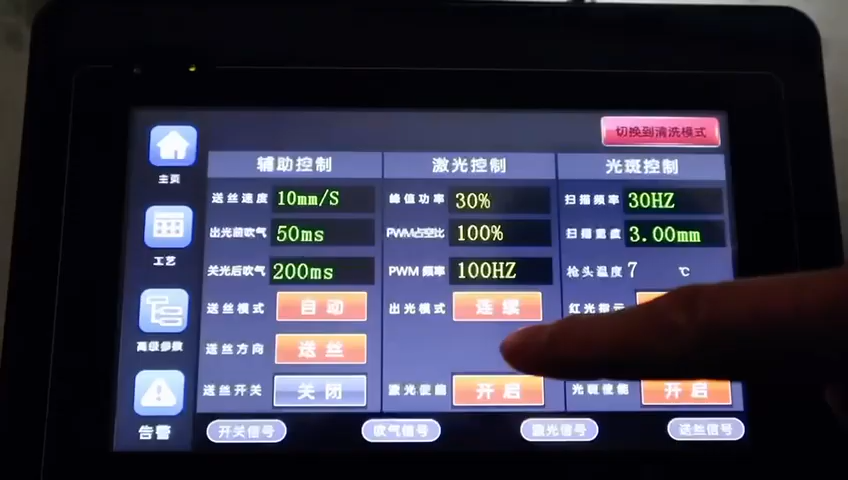 切换到清洗模式
主页
工艺
高级参数
告警
辅助控制
送丝速度 10mm/S
出光前吹气 50ms
关光后吹气 200ms
送丝模式 自动
送丝方向 送丝
送丝开关 关闭
激光控制
峰值功率 30%
PWM占空比 100%
PWM 频率 100HZ
出光模式 连续
激光使能 开启
光斑控制
扫描频率 30HZ
扫描宽度 3.00mm
枪头温度 7 ℃
红光指示
光斑使能 开启
开关信号
吹气信号
激光信号
送丝信号